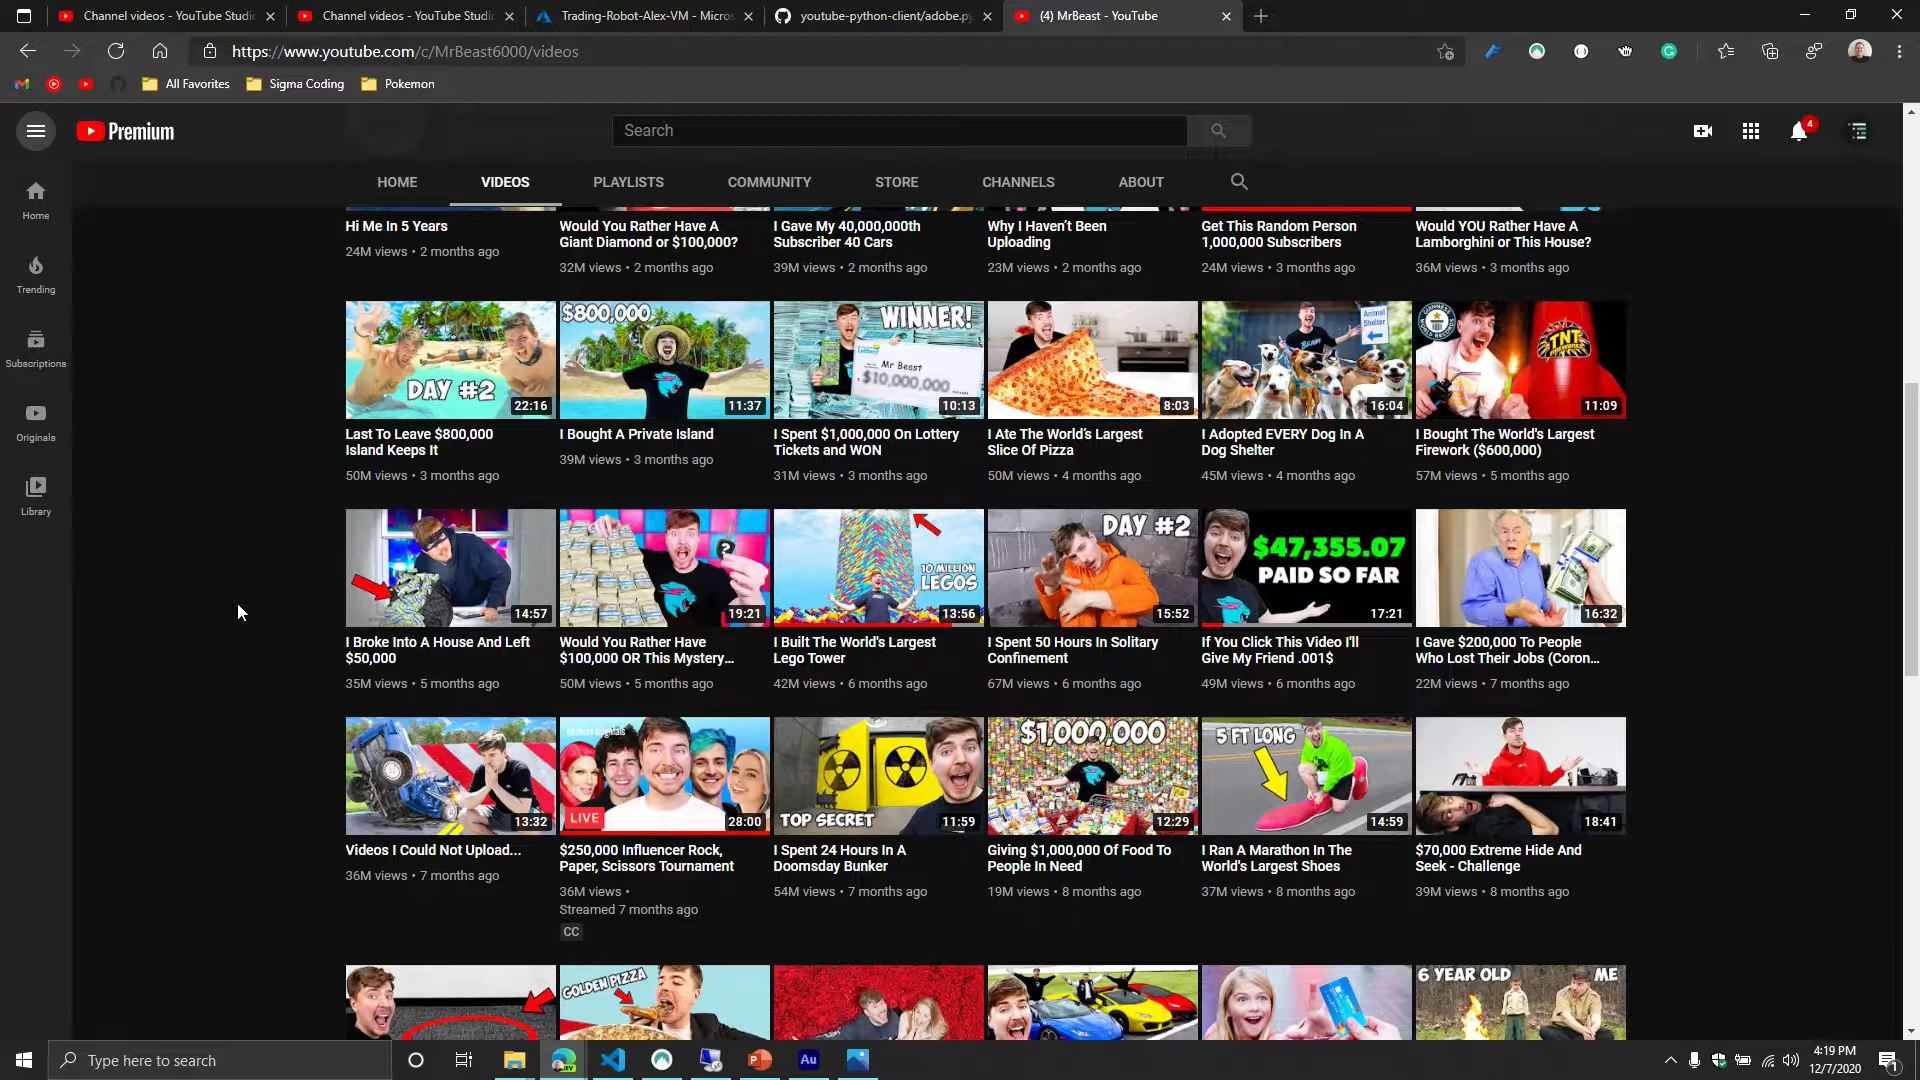 Channel videos - YouTube Studio
Channel videos - YouTube Studio
Trading-Robot-Alex-VM - Micros
youtube-python-client/adobe.py
(4) MrBeast - YouTube
https://www.youtube.com/c/MrBeast6000/videos
All Favorites
Sigma Coding
Pokemon
Premium
Search
4
HOME
VIDEOS
PLAYLISTS
COMMUNITY
STORE
CHANNELS
ABOUT
Home
Trending
Subscriptions
Originals
Library
Hi Me In 5 Years
24M views • 2 months ago
Would You Rather Have A
Giant Diamond or $100,000?
32M views • 2 months ago
I Gave My 40,000,000th
Subscriber 40 Cars
39M views • 2 months ago
Why I Haven't Been
Uploading
23M views • 2 months ago
Get This Random Person
1,000,000 Subscribers
24M views • 3 months ago
Would YOU Rather Have A
Lamborghini or This House?
36M views • 3 months ago
DAY #2
22:16
Last To Leave $800,000
Island Keeps It
50M views • 3 months ago
$800,000
11:37
I Bought A Private Island
39M views • 3 months ago
WINNER!
Lottery
Mr Beast
$10,000,000
10:13
I Spent $1,000,000 On Lottery
Tickets and WON
31M views • 3 months ago
8:03
I Ate The World's Largest
Slice Of Pizza
50M views • 4 months ago
Animal
Shelter
BEAST
16:04
I Adopted EVERY Dog In A
Dog Shelter
45M views • 4 months ago
TNT
11:09
I Bought The World's Largest
Firework ($600,000)
57M views • 5 months ago
14:57
I Broke Into A House And Left
$50,000
35M views • 5 months ago
?
19:21
Would You Rather Have
$100,000 OR This Mystery...
50M views • 5 months ago
10 MILLION
LEGOS
13:56
I Built The World's Largest
Lego Tower
42M views • 6 months ago
DAY #2
15:52
I Spent 50 Hours In Solitary
Confinement
67M views • 6 months ago
$47,355.07
PAID SO FAR
17:21
If You Click This Video I'll
Give My Friend .001$
49M views • 6 months ago
16:32
I Gave $200,000 To People
Who Lost Their Jobs (Coron...
22M views • 7 months ago
13:32
Videos I Could Not Upload...
36M views • 7 months ago
LIVE
28:00
$250,000 Influencer Rock,
Paper, Scissors Tournament
36M views •
Streamed 7 months ago
CC
TOP SECRET
11:59
I Spent 24 Hours In A
Doomsday Bunker
54M views • 7 months ago
$1,000,000
12:29
Giving $1,000,000 Of Food To
People In Need
19M views • 8 months ago
5 FT LONG
14:59
I Ran A Marathon In The
World's Largest Shoes
37M views • 8 months ago
18:41
$70,000 Extreme Hide And
Seek - Challenge
39M views • 8 months ago
GOLDEN PIZZA
6 YEAR OLD
ME
Type here to search
Au
4:19 PM
12/7/2020
1